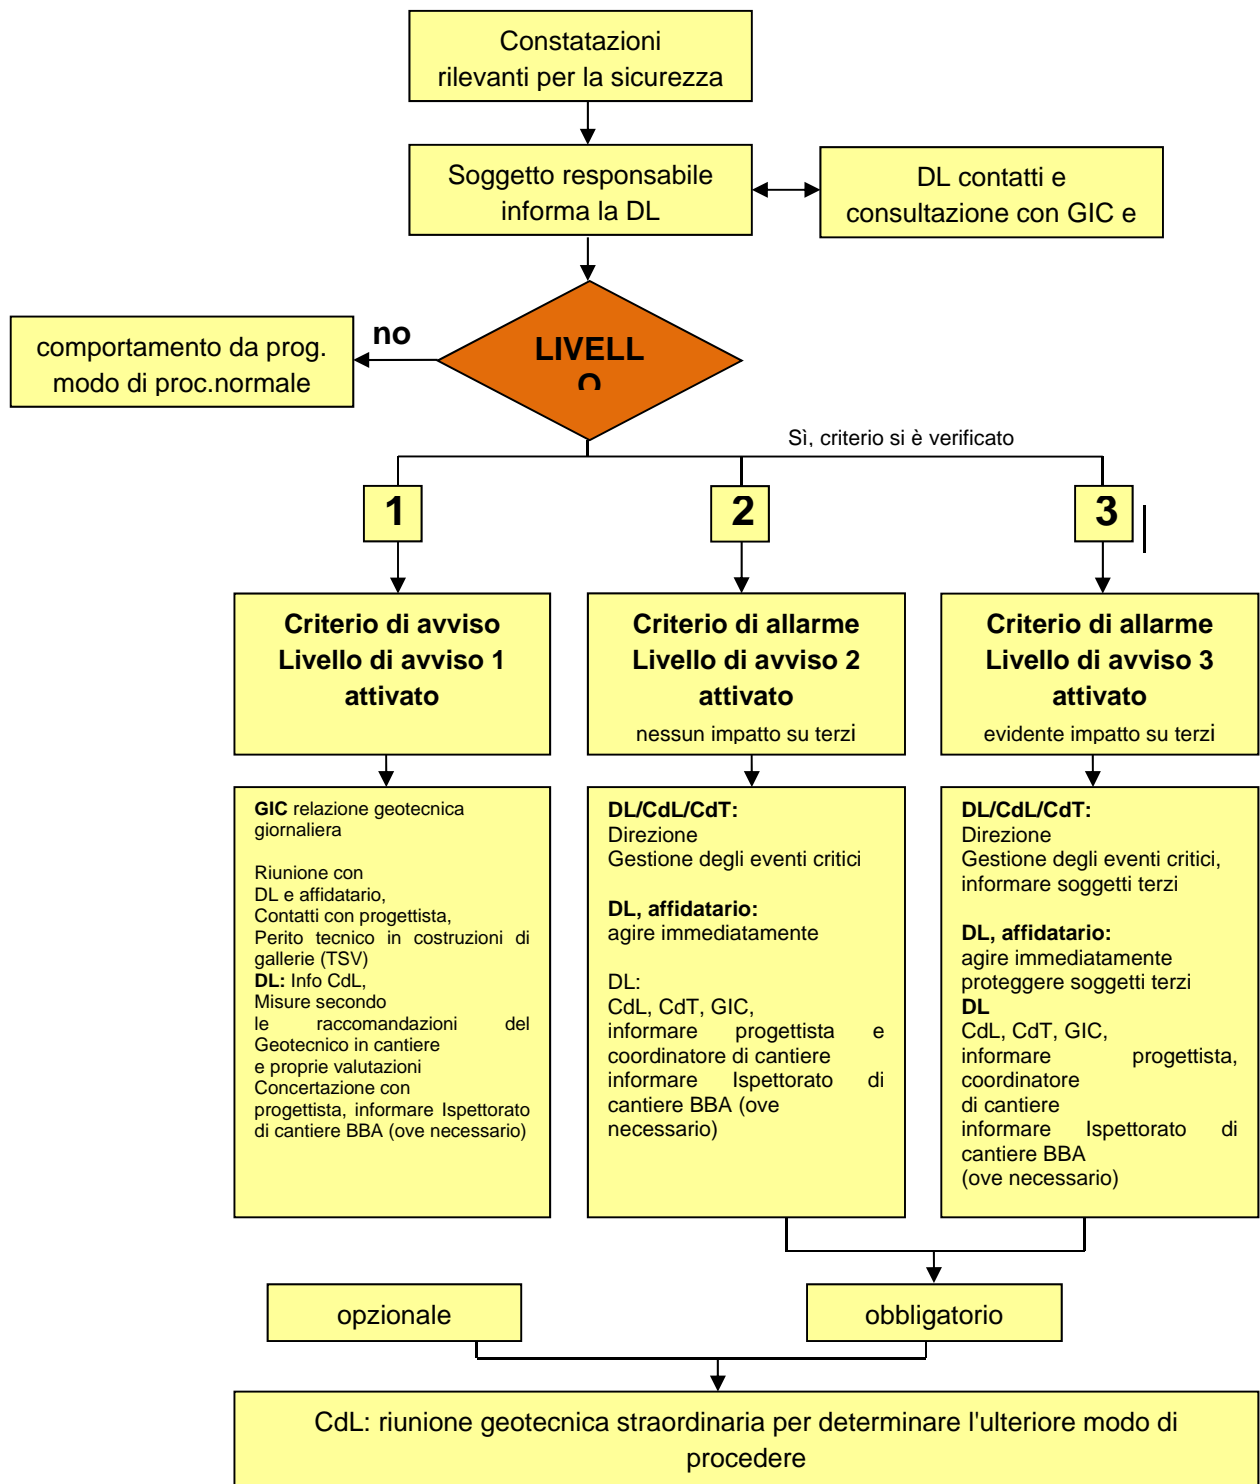 Constatazioni
rilevanti per la sicurezza
Soggetto responsabile
informa la DL
DL contatti e
consultazione con GIC e
comportamento da prog.
modo di proc.normale
no
LIVELL
O
Sì, criterio si è verificato
1
2
3
Criterio di avviso
Livello di avviso 1
attivato
Criterio di allarme
Livello di avviso 2
attivato
nessun impatto su terzi
Criterio di allarme
Livello di avviso 3
attivato
evidente impatto su terzi
GIC relazione geotecnica
giornaliera
Riunione con
DL e affidatario,
Contatti con progettista,
Perito tecnico in costruzioni di
gallerie (TSV)
DL: Info CdL,
Misure secondo
le raccomandazioni del
Geotecnico in cantiere
e proprie valutazioni
Concertazione con
progettista, informare Ispettorato
di cantiere BBA (ove necessario)
DL/CdL/CdT:
Direzione
Gestione degli eventi critici
DL, affidatario:
agire immediatamente
DL:
CdL, CdT, GIC,
informare progettista e
coordinatore di cantiere
informare Ispettorato di
cantiere BBA (ove
necessario)
DL/CdL/CdT:
Direzione
Gestione degli eventi critici,
informare soggetti terzi
DL, affidatario:
agire immediatamente
proteggere soggetti terzi
DL
CdL, CdT, GIC,
informare progettista,
coordinatore
di cantiere
informare Ispettorato di
cantiere BBA
(ove necessario)
opzionale
obbligatorio
CdL: riunione geotecnica straordinaria per determinare l'ulteriore modo di
procedere